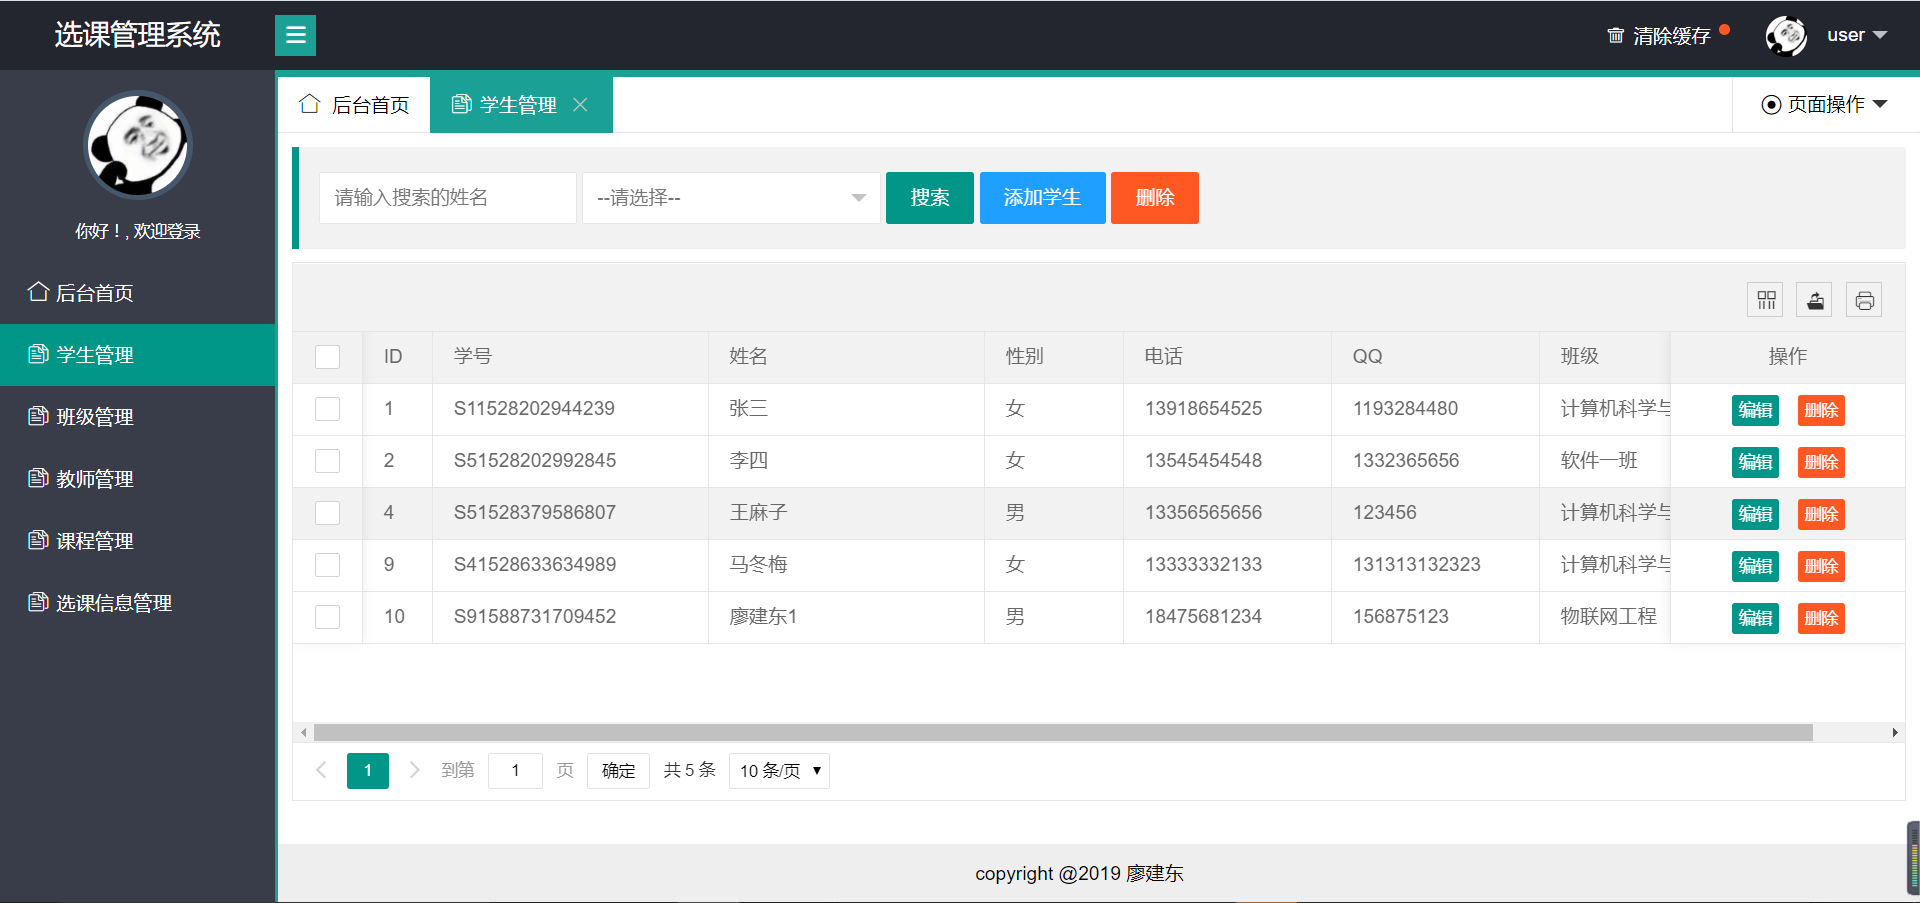 选课管理系统
清除缓存
user
你好！, 欢迎登录
后台首页
学生管理
班级管理
教师管理
课程管理
选课信息管理
后台首页
学生管理
页面操作
请输入搜索的姓名
--请选择--
搜索
添加学生
删除
ID 学号 姓名 性别 电话 QQ 班级 操作
1 S11528202944239 张三 女 13918654525 1193284480 计算机科学与 编辑 删除
2 S51528202992845 李四 女 13545454548 1332365656 软件一班 编辑 删除
4 S51528379586807 王麻子 男 13356565656 123456 计算机科学与 编辑 删除
9 S41528633634989 马冬梅 女 13333332133 131313132323 计算机科学与 编辑 删除
10 S91588731709452 廖建东1 男 18475681234 156875123 物联网工程 编辑 删除
1 到第 1 页 确定 共 5 条 10 条/页
copyright @2019 廖建东